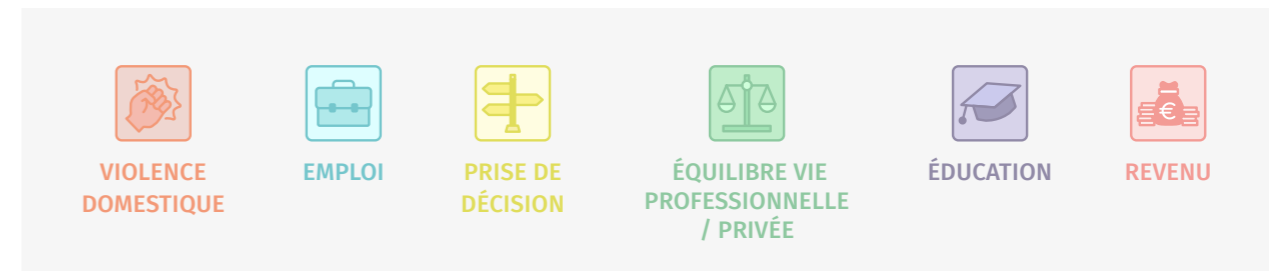 VIOLENCE
DOMESTIQUE
EMPLOI
PRISE DE
DÉCISION
ÉQUILIBRE VIE
PROFESSIONNELLE
/ PRIVÉE
ÉDUCATION
€
REVENU